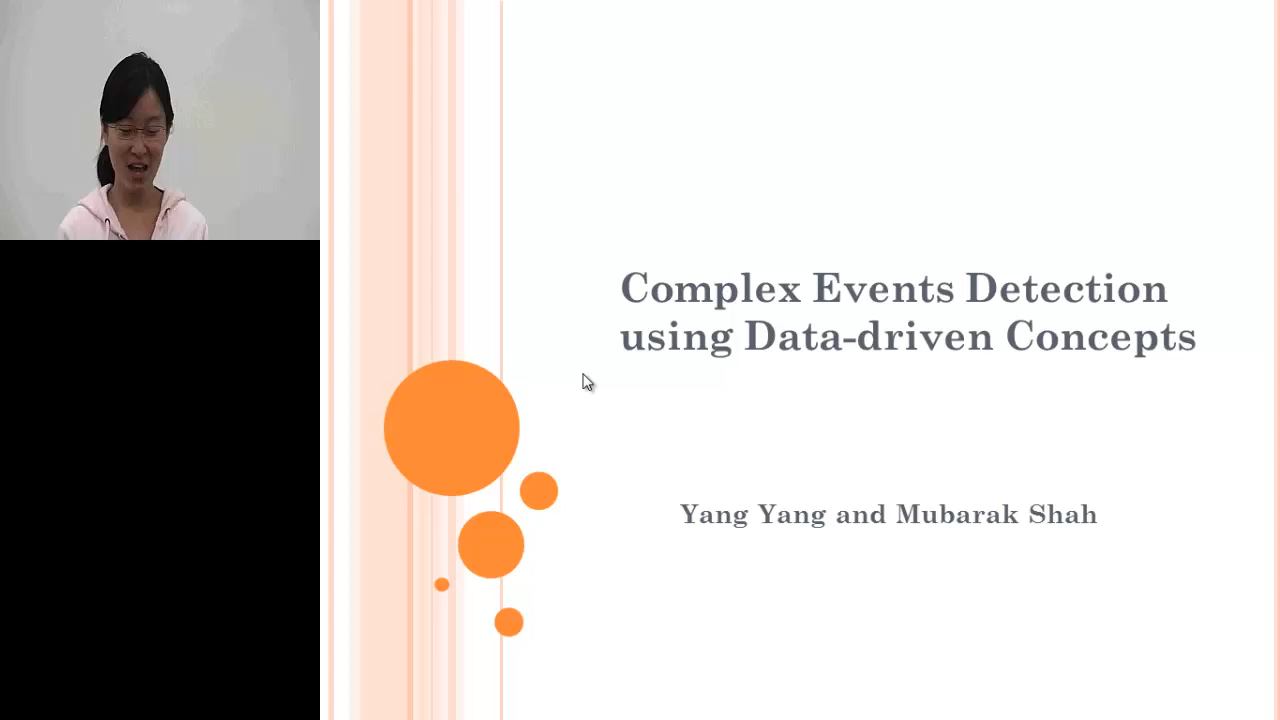 Complex Events Detection
using Data-driven Concepts
Yang Yang and Mubarak Shah